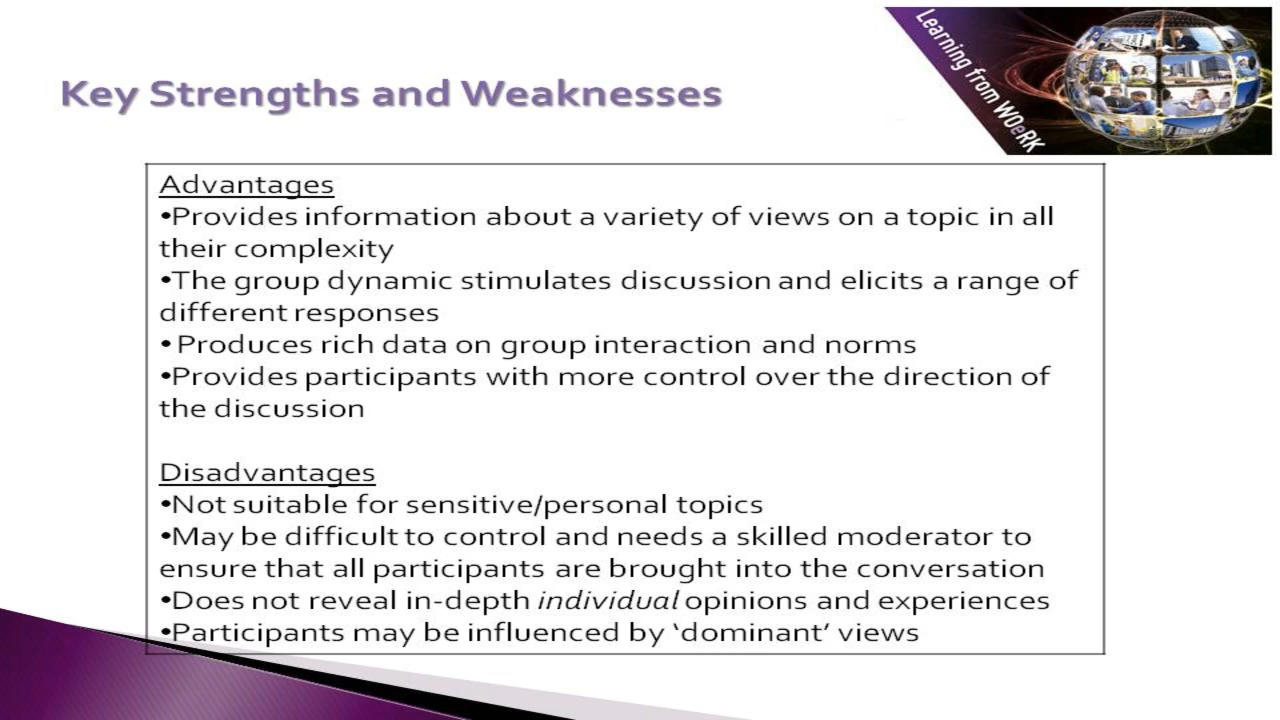 Learning from WOeRK
Key Strengths and Weaknesses
Advantages
•Provides information about a variety of views on a topic in all
their complexity
•The group dynamic stimulates discussion and elicits a range of
different responses
• Produces rich data on group interaction and norms
•Provides participants with more control over the direction of
the discussion
Disadvantages
•Not suitable for sensitive/personal topics
•May be difficult to control and needs a skilled moderator to
ensure that all participants are brought into the conversation
•Does not reveal in-depth individual opinions and experiences
•Participants may be influenced by ‘dominant’ views